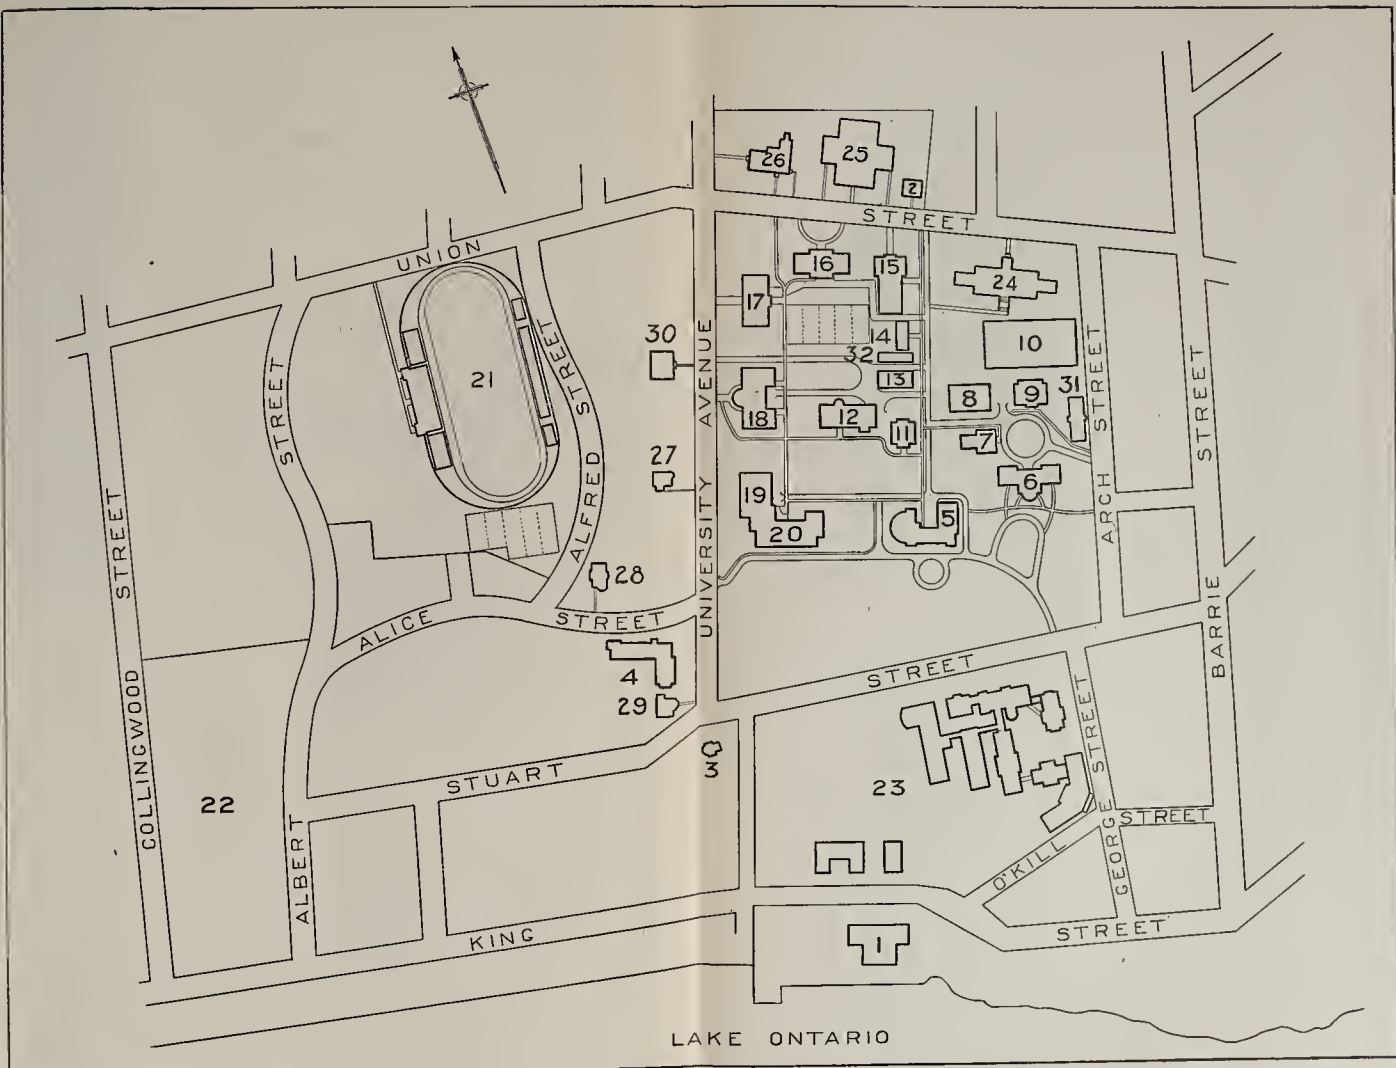 26
25
2
STREET
UNION
16
15
24
17
30
14
10
32
21
13
31
8
9
18
12
11
7
STREET
STREET
AVENUE
STREET
STREET
27
6
19
20
5
ALFRED
ARCH
28
UNIVERSITY
STREET
ALICE
STREET
BARRIE
4
STREET
29
COLLINGWOOD
3
STUART
STREET
22
23
STREET
ALBERT
O'KILL
GEORGE
KING
1
STREET
LAKE ONTARIO